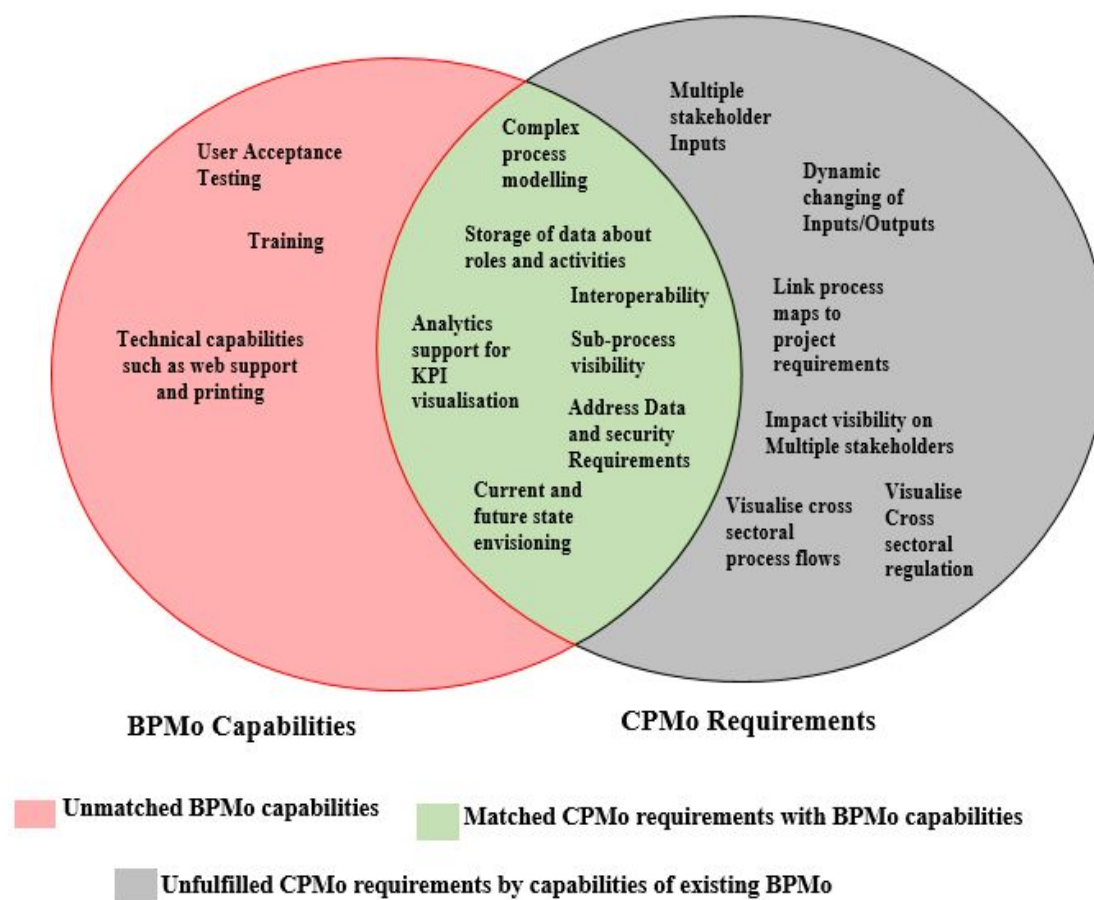 User Acceptance
Testing
Training
Technical capabilities
such as web support
and printing
Complex
process
modelling
Storage of data about
roles and activities
Interoperability
Analytics
support for
KPI
visualisation
Sub-process
visibility
Address Data
and security
Requirements
Current and
future state
envisioning
Multiple
stakeholder
Inputs
Dynamic
changing of
Inputs/Outputs
Link process
maps to
project
requirements
Impact visibility on
Multiple stakeholders
Visualise cross
sectoral
process flows
Visualise
Cross
sectoral
regulation
BPMo Capabilities
CPMo Requirements
Unmatched BPMo capabilities
Matched CPMo requirements with BPMo capabilities
Unfulfilled CPMo requirements by capabilities of existing BPMo